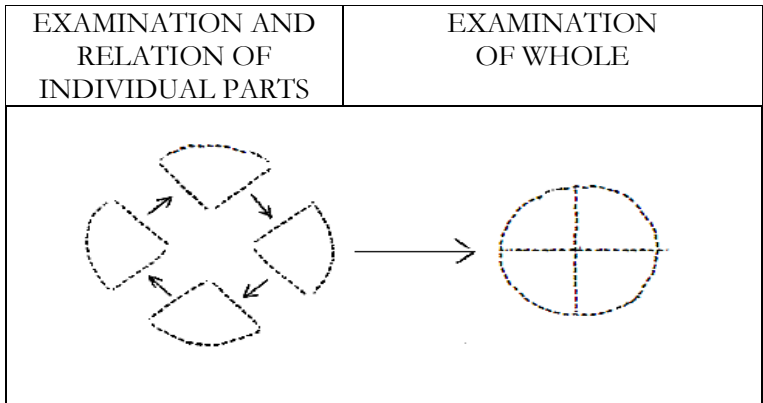 EXAMINATION AND
RELATION OF
INDIVIDUAL PARTS
EXAMINATION
OF WHOLE